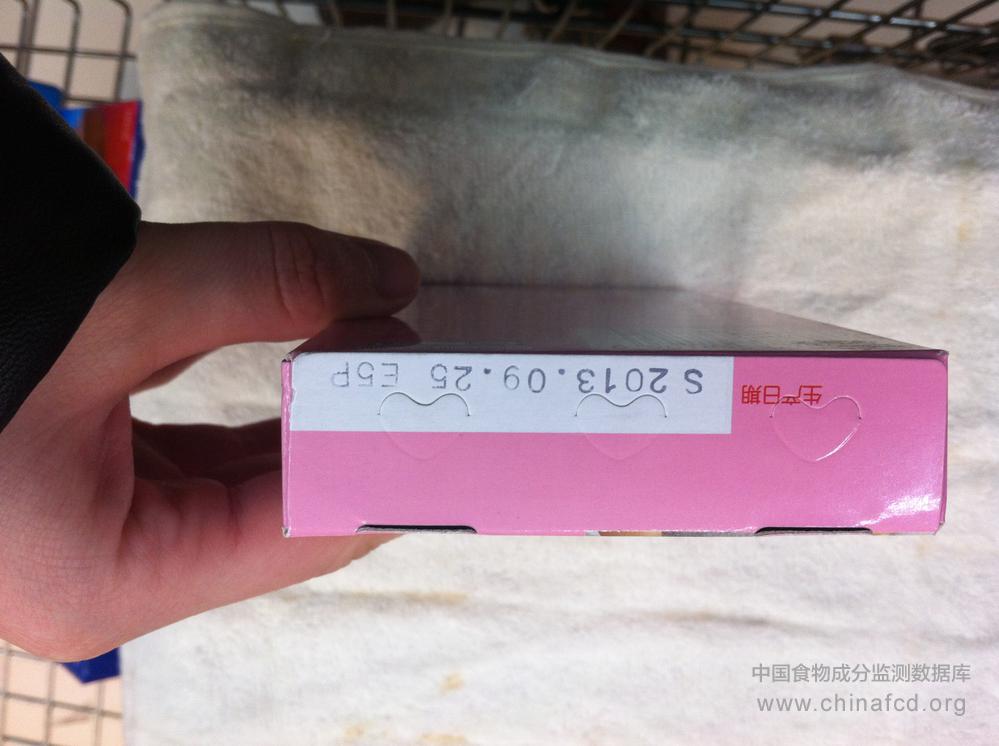 生产日期
S 2013.09.25 E5P
中国食物成分监测数据库
www.chinafcd.org